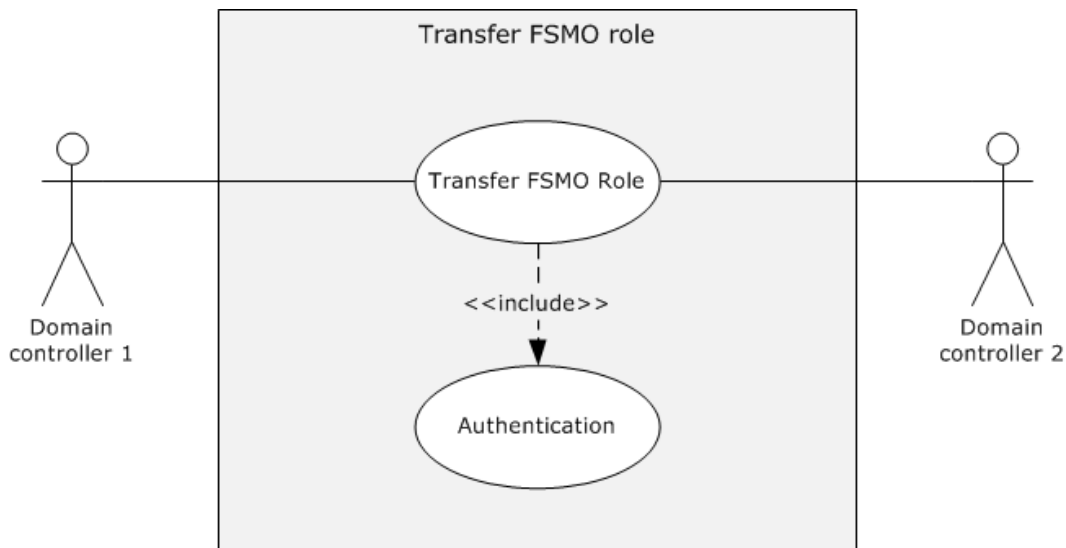 Transfer FSMO role
Transfer FSMO Role
<<include>>
Domain
controller 1
Domain
controller 2
Authentication